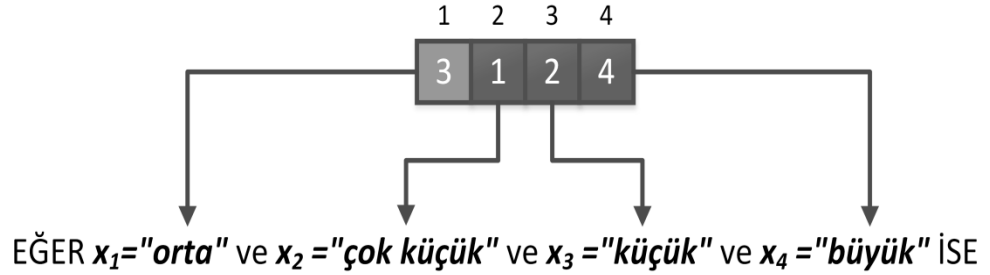 1 2 3 4
3 1 2 4
EĞER x₁="orta" ve x₂ ="çok küçük" ve x₃ ="küçük" ve x₄ ="büyük" İSE